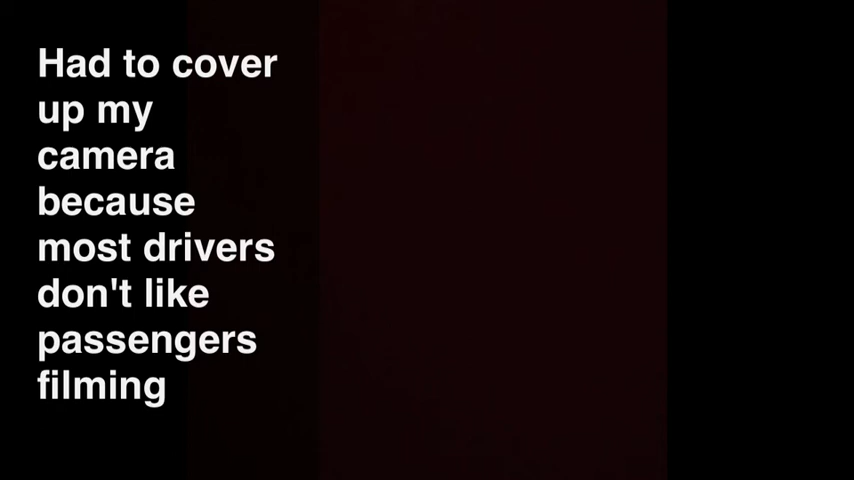 Had to cover
up my
camera
because
most drivers
don't like
passengers
filming